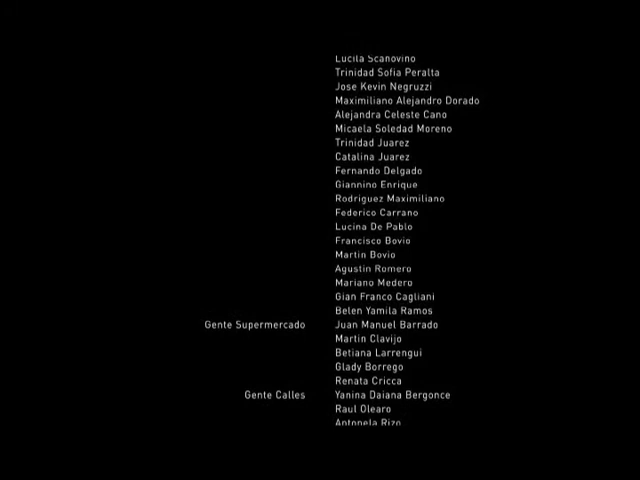 Lucila Scanovino
Trinidad Sofia Peralta
Jose Kevin Negruzzi
Maximiliano Alejandro Dorado
Alejandra Celeste Cano
Micaela Soledad Moreno
Trinidad Juarez
Catalina Juarez
Fernando Delgado
Giannino Enrique
Rodriguez Maximiliano
Federico Carrano
Lucina De Pablo
Francisco Bovio
Martin Bovio
Agustin Romero
Mariano Medero
Gian Franco Cagliani
Belen Yamila Ramos
Gente Supermercado Juan Manuel Barrado
Martin Clavijo
Betiana Larrengui
Glady Borrego
Renata Cricca
Gente Calles Yanina Daiana Bergonce
Raul Olearo
Antonela Rizo